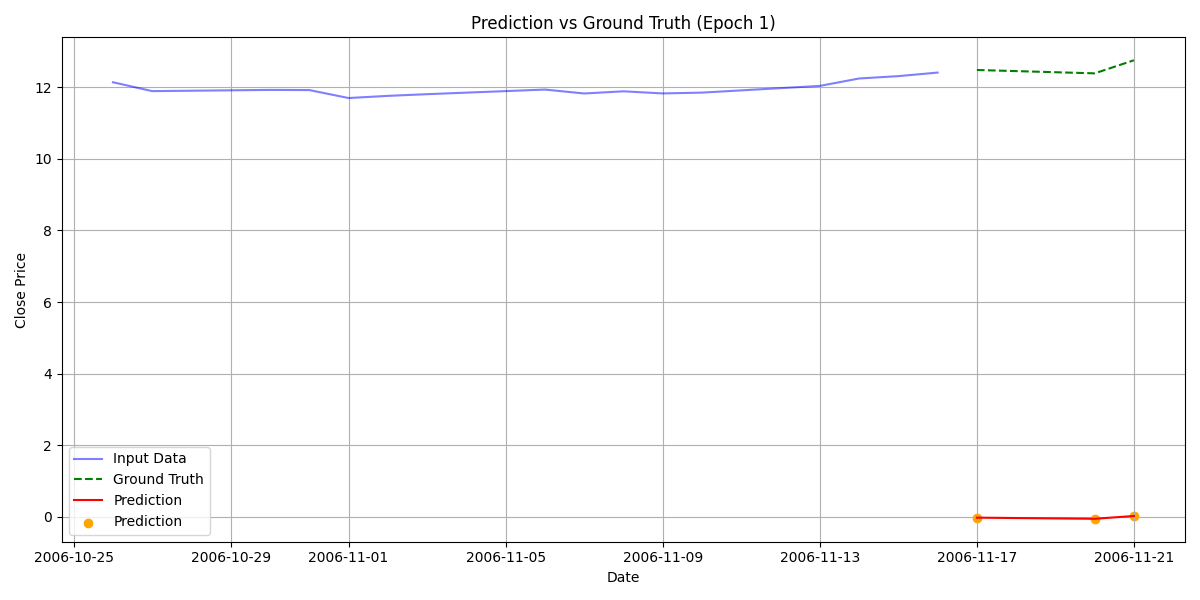 Prediction vs Ground Truth (Epoch 1)
Close Price
12
10
8
6
4
2
0
Input Data
Ground Truth
Prediction
Prediction
2006-10-25
2006-10-29
2006-11-01
2006-11-05
2006-11-09
2006-11-13
2006-11-17
2006-11-21
Date